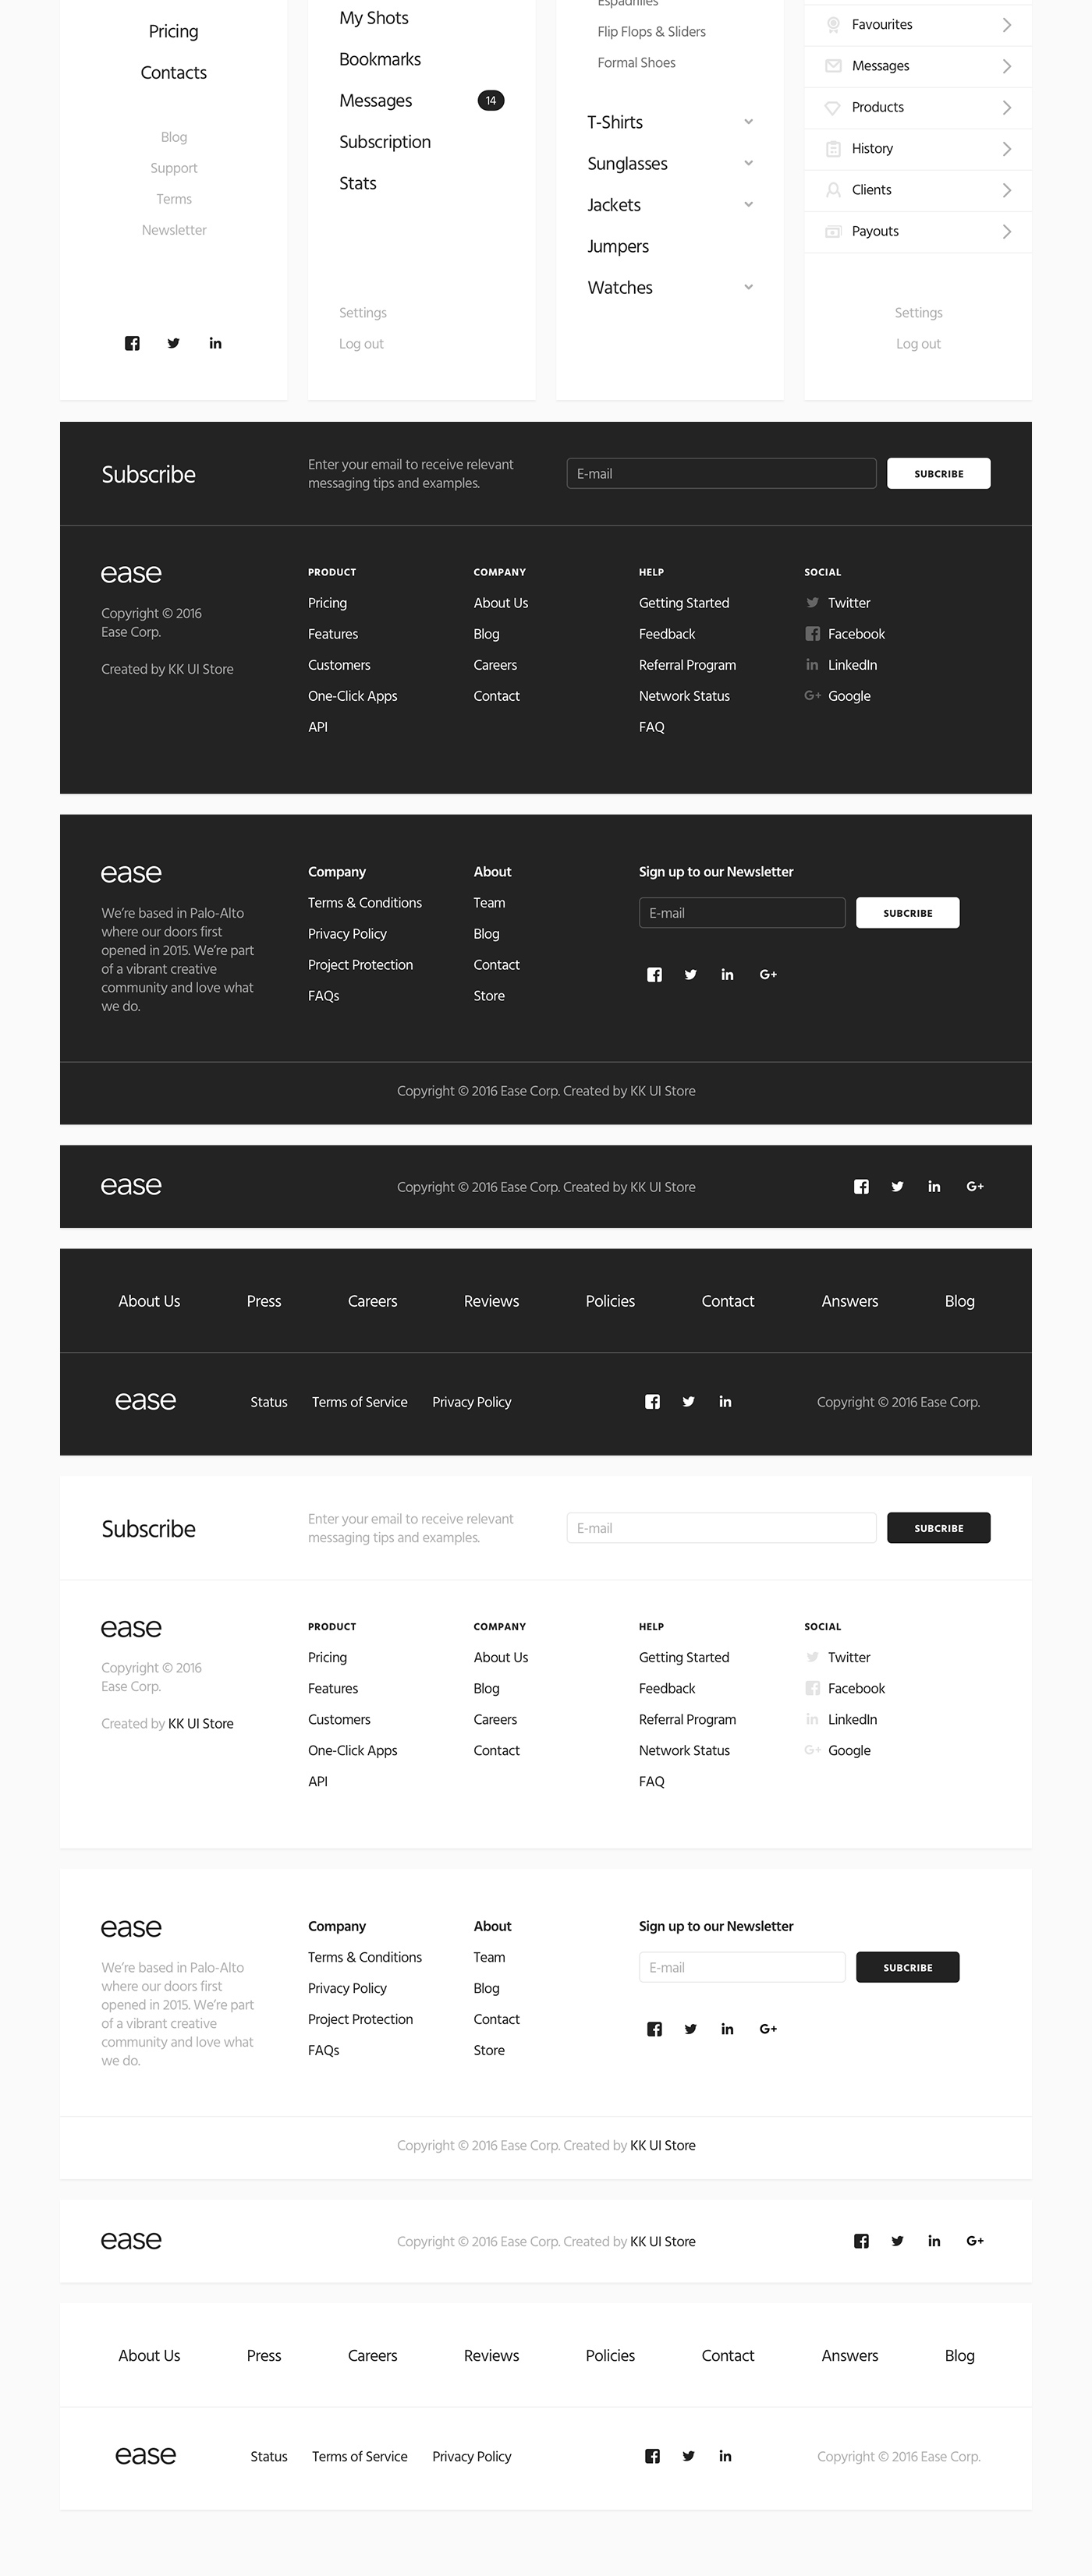 Pricing
Contacts
Blog
Support
Terms
Newsletter
My Shots
Bookmarks
Messages 14
Subscription
Stats
Settings
Log out
Espadrilles
Flip Flops & Sliders
Formal Shoes
T-Shirts
Sunglasses
Jackets
Jumpers
Watches
Favourites
Messages
Products
History
Clients
Payouts
Settings
Log out
Subscribe
Enter your email to receive relevant
messaging tips and examples.
E-mail
SUBCRIBE
ease
Copyright © 2016
Ease Corp.
Created by KK UI Store
PRODUCT
Pricing
Features
Customers
One-Click Apps
API
COMPANY
About Us
Blog
Careers
Contact
HELP
Getting Started
Feedback
Referral Program
Network Status
FAQ
SOCIAL
Twitter
Facebook
LinkedIn
G+ Google
ease
We're based in Palo-Alto
where our doors first
opened in 2015. We're part
of a vibrant creative
community and love what
we do.
Company
Terms & Conditions
Privacy Policy
Project Protection
FAQs
About
Team
Blog
Contact
Store
Sign up to our Newsletter
E-mail
SUBCRIBE
G+
Copyright © 2016 Ease Corp. Created by KK UI Store
ease
Copyright © 2016 Ease Corp. Created by KK UI Store
G+
About Us Press Careers Reviews Policies Contact Answers Blog
ease
Status Terms of Service Privacy Policy
Copyright © 2016 Ease Corp.
Subscribe
Enter your email to receive relevant
messaging tips and examples.
E-mail
SUBCRIBE
ease
Copyright © 2016
Ease Corp.
Created by KK UI Store
PRODUCT
Pricing
Features
Customers
One-Click Apps
API
COMPANY
About Us
Blog
Careers
Contact
HELP
Getting Started
Feedback
Referral Program
Network Status
FAQ
SOCIAL
Twitter
Facebook
LinkedIn
G+ Google
ease
We're based in Palo-Alto
where our doors first
opened in 2015. We're part
of a vibrant creative
community and love what
we do.
Company
Terms & Conditions
Privacy Policy
Project Protection
FAQs
About
Team
Blog
Contact
Store
Sign up to our Newsletter
E-mail
SUBCRIBE
G+
Copyright © 2016 Ease Corp. Created by KK UI Store
ease
Copyright © 2016 Ease Corp. Created by KK UI Store
G+
About Us Press Careers Reviews Policies Contact Answers Blog
ease
Status Terms of Service Privacy Policy
Copyright © 2016 Ease Corp.